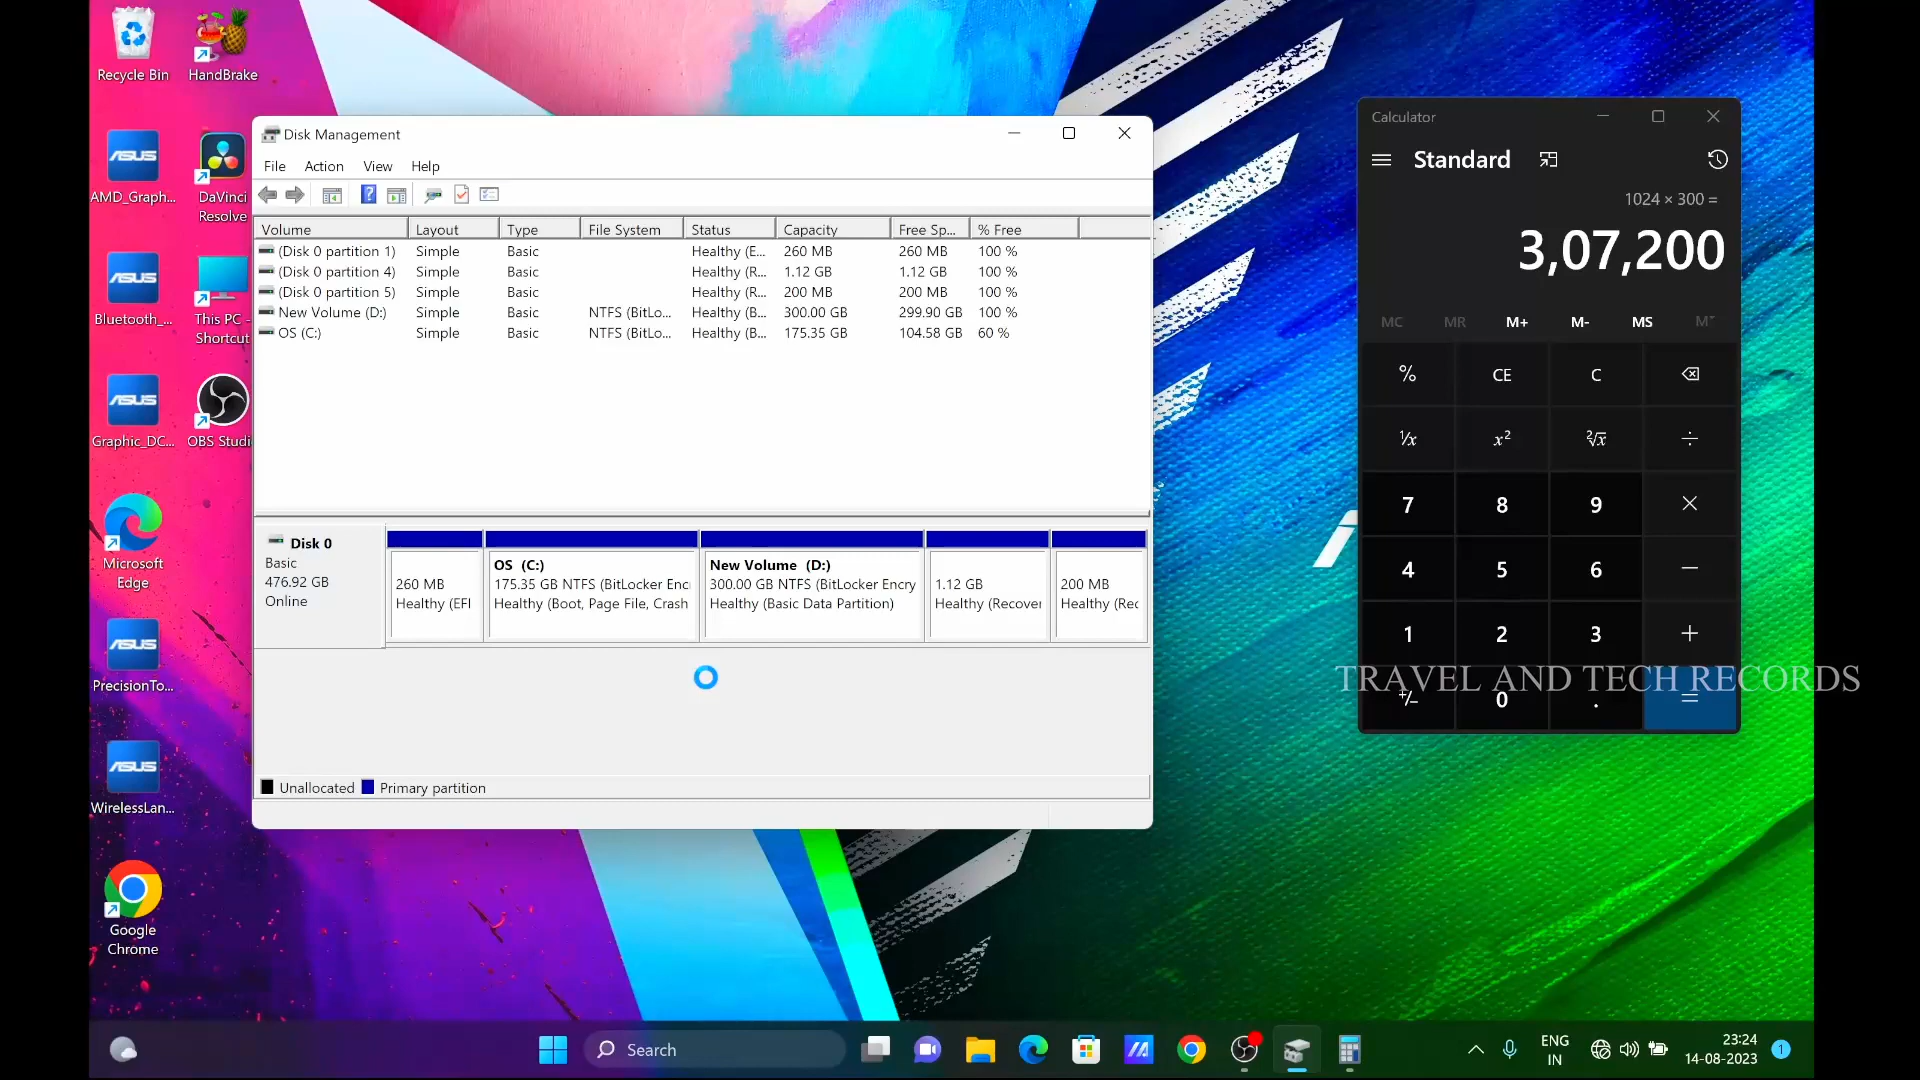 Recycle Bin
HandBrake
AMD_Graph...
DaVinci
Resolve
Bluetooth_...
This PC -
Shortcut
Graphic_DC...
OBS Studi
Microsoft
Edge
PrecisionTo...
WirelessLan...
Google
Chrome
ASUS
ASUS
ASUS
ASUS
ASUS
Disk Management
File Action View Help
Volume Layout Type File System Status Capacity Free Sp... % Free
(Disk 0 partition 1) Simple Basic Healthy (E... 260 MB 260 MB 100 %
(Disk 0 partition 4) Simple Basic Healthy (R... 1.12 GB 1.12 GB 100 %
(Disk 0 partition 5) Simple Basic Healthy (R... 200 MB 200 MB 100 %
New Volume (D:) Simple Basic NTFS (BitLo... Healthy (B... 300.00 GB 299.90 GB 100 %
OS (C:) Simple Basic NTFS (BitLo... Healthy (B... 175.35 GB 104.58 GB 60 %
Disk 0
Basic
476.92 GB
Online
260 MB
Healthy (EFI
OS (C:)
175.35 GB NTFS (BitLocker Enc
Healthy (Boot, Page File, Crash
New Volume (D:)
300.00 GB NTFS (BitLocker Encry
Healthy (Basic Data Partition)
1.12 GB
Healthy (Recover
200 MB
Healthy (Rec
Unallocated Primary partition
Calculator
Standard
1024 × 300 =
3,07,200
MC MR M+ M- MS M˅
% CE C
¹/x x² ²√x ÷
7 8 9 ×
4 5 6 −
1 2 3 +
+/− 0 . =
TRAVEL AND TECH RECORDS
Search
ENG
IN
23:24
14-08-2023
1